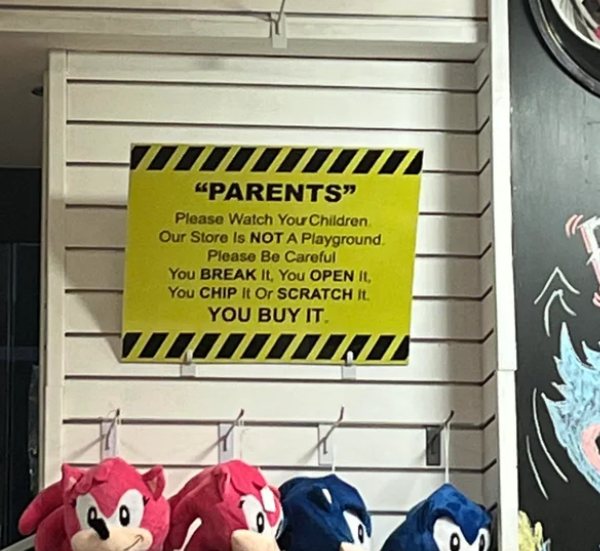 “PARENTS”
Please Watch Your Children.
Our Store Is NOT A Playground.
Please Be Careful
You BREAK It, You OPEN It,
You CHIP It Or SCRATCH It.
YOU BUY IT.